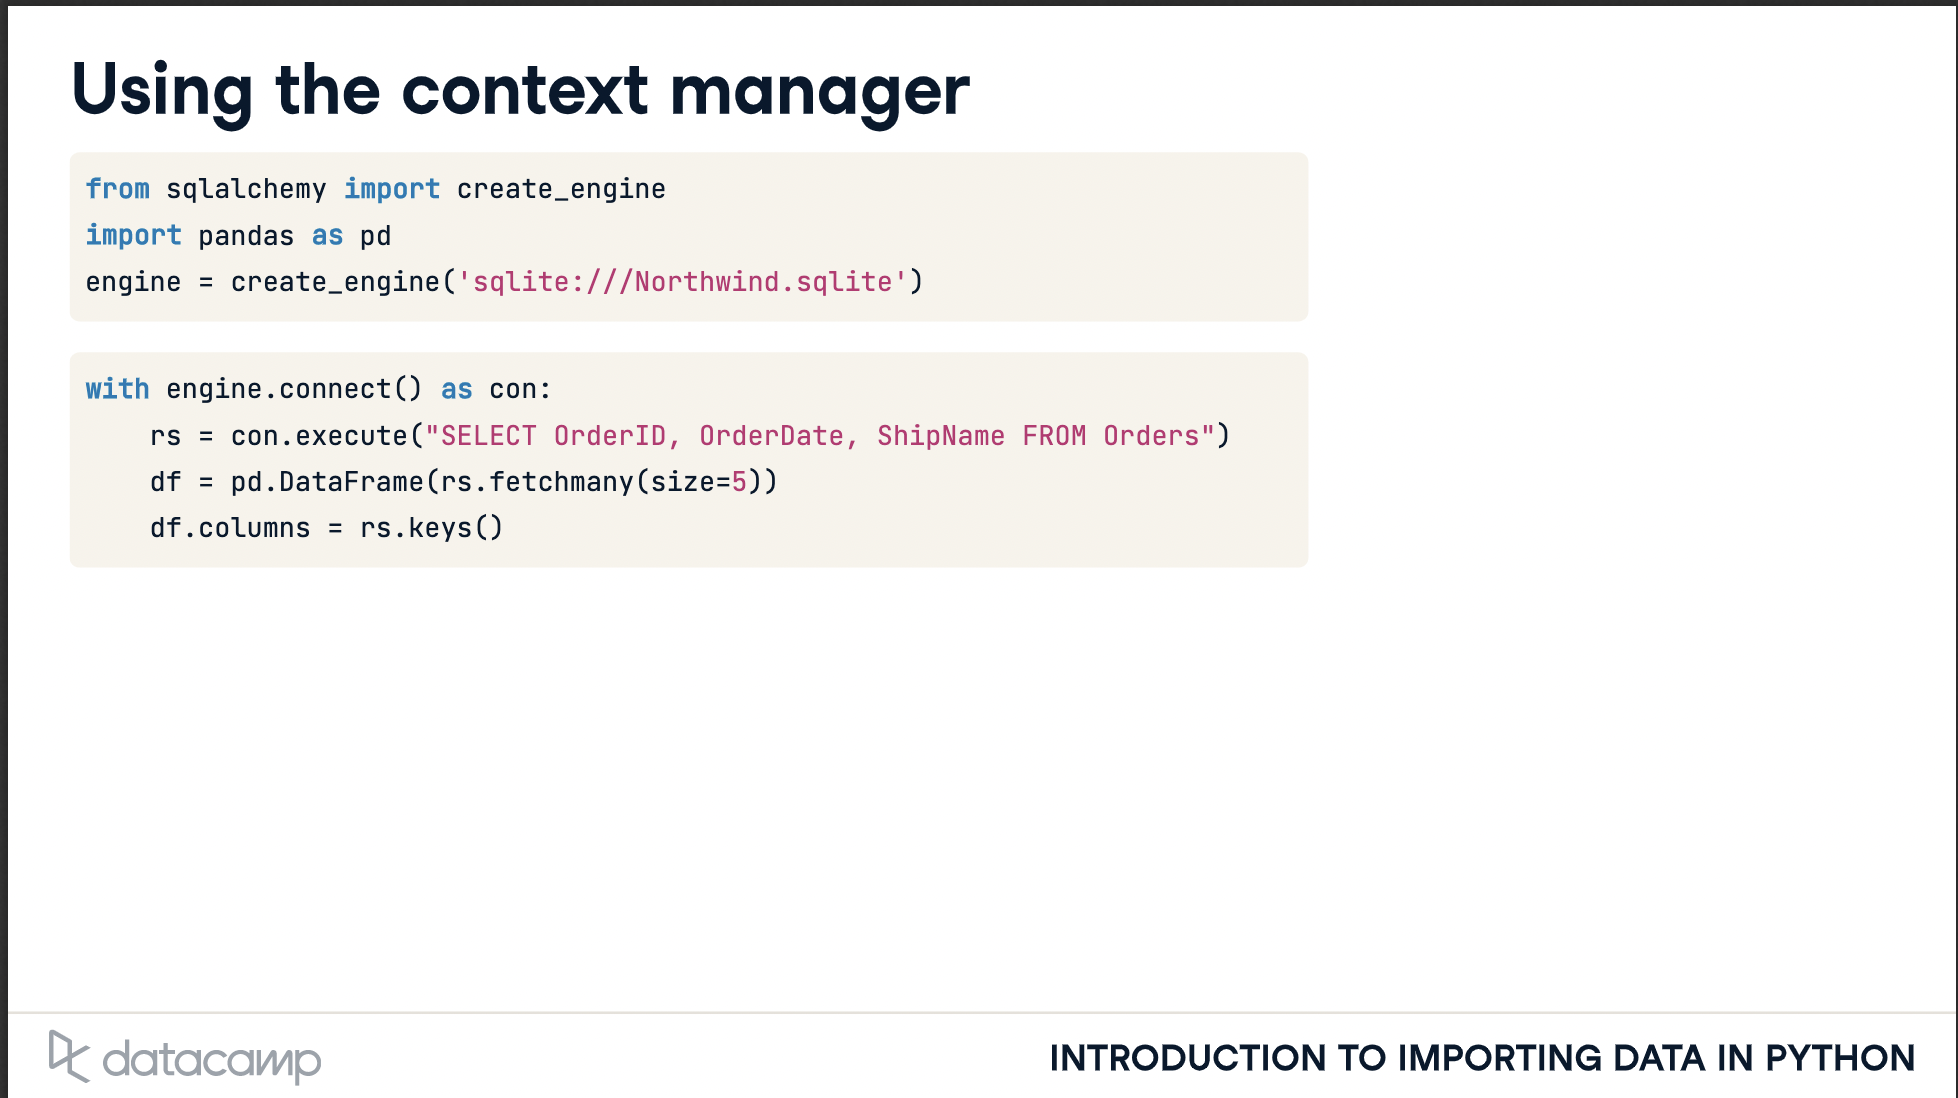 Using the context manager
from sqlalchemy import create_engine
import pandas as pd
engine = create_engine('sqlite:///Northwind.sqlite')
with engine.connect() as con:
    rs = con.execute("SELECT OrderID, OrderDate, ShipName FROM Orders")
    df = pd.DataFrame(rs.fetchmany(size=5))
    df.columns = rs.keys()
datacamp
INTRODUCTION TO IMPORTING DATA IN PYTHON